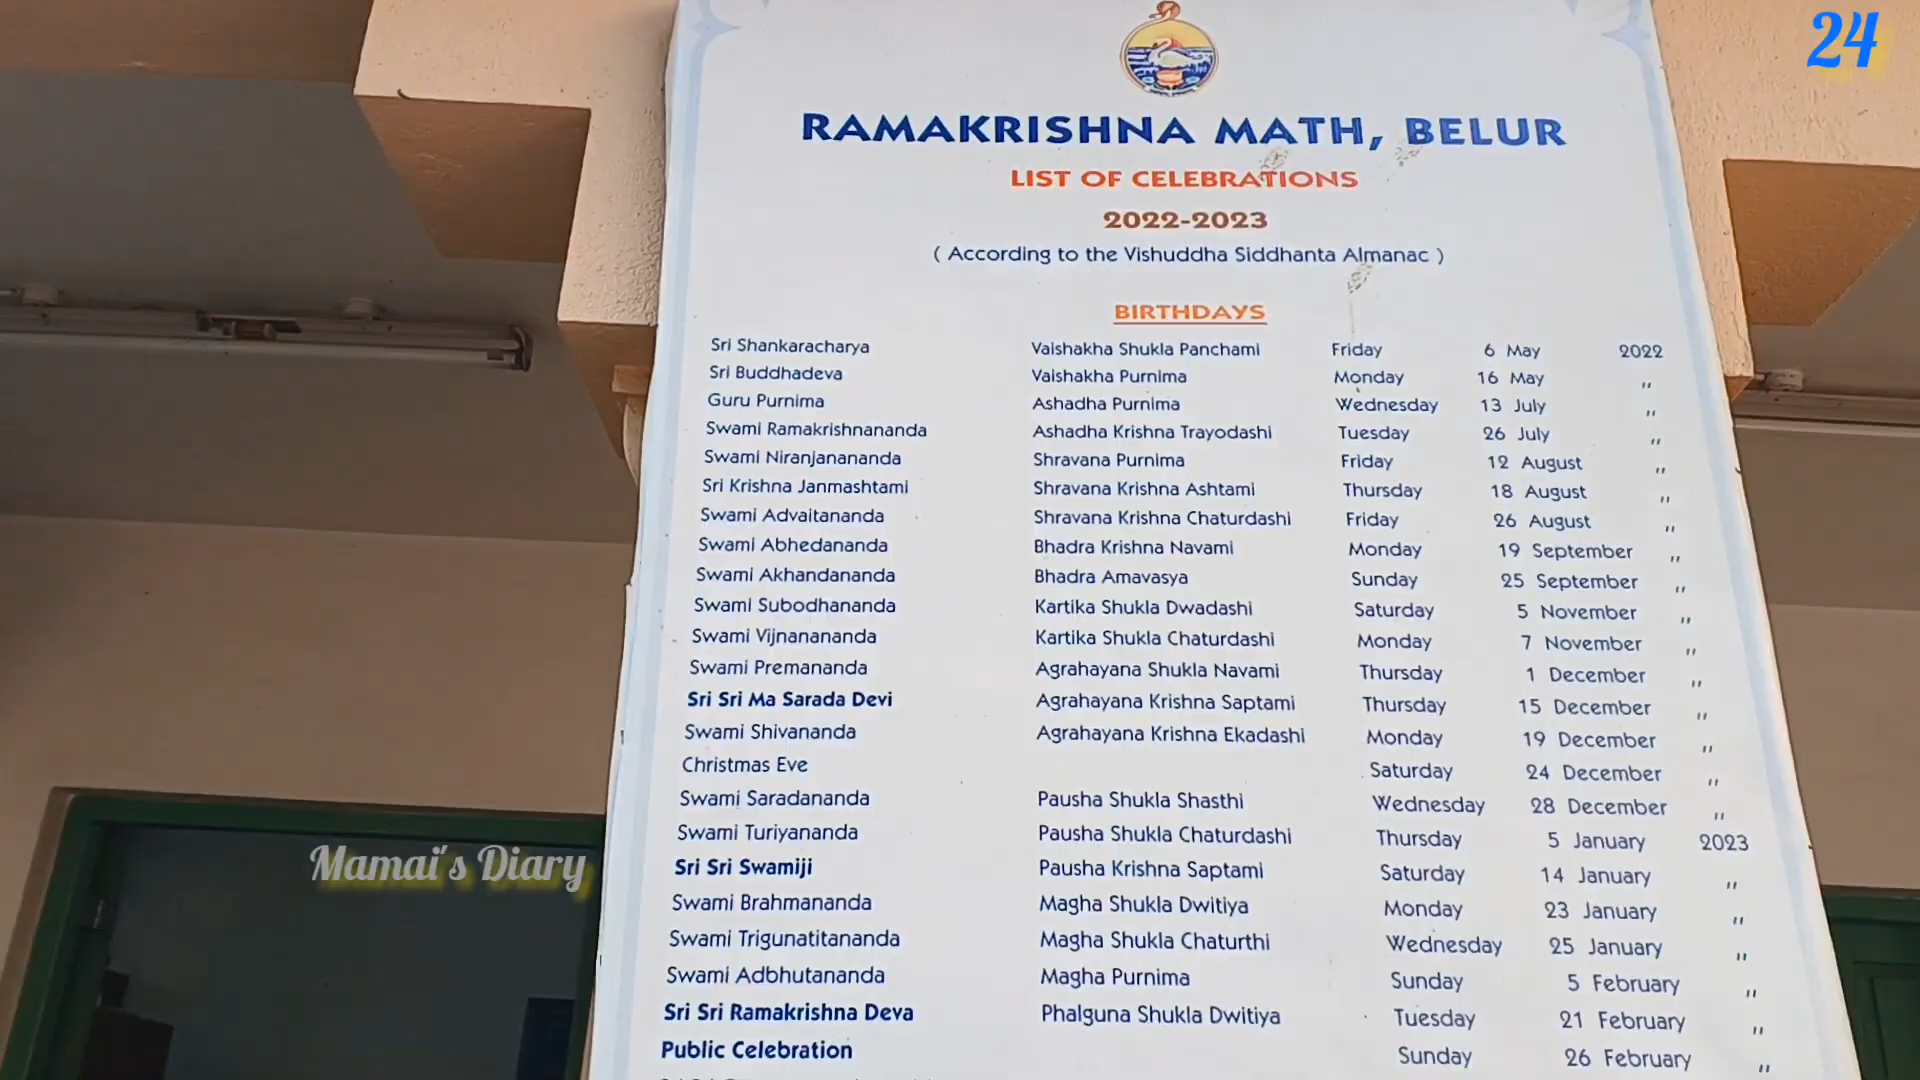 24
RAMAKRISHNA MATH, BELUR
LIST OF CELEBRATIONS
2022-2023
( According to the Vishuddha Siddhanta Almanac )
BIRTHDAYS
Sri Shankaracharya Vaishakha Shukla Panchami Friday 6 May 2022
Sri Buddhadeva Vaishakha Purnima Monday 16 May ,,
Guru Purnima Ashadha Purnima Wednesday 13 July ,,
Swami Ramakrishnananda Ashadha Krishna Trayodashi Tuesday 26 July ,,
Swami Niranjanananda Shravana Purnima Friday 12 August ,,
Sri Krishna Janmashtami Shravana Krishna Ashtami Thursday 18 August ,,
Swami Advaitananda Shravana Krishna Chaturdashi Friday 26 August ,,
Swami Abhedananda Bhadra Krishna Navami Monday 19 September ,,
Swami Akhandananda Bhadra Amavasya Sunday 25 September ,,
Swami Subodhananda Kartika Shukla Dwadashi Saturday 5 November ,,
Swami Vijnanananda Kartika Shukla Chaturdashi Monday 7 November ,,
Swami Premananda Agrahayana Shukla Navami Thursday 1 December ,,
Sri Sri Ma Sarada Devi Agrahayana Krishna Saptami Thursday 15 December ,,
Swami Shivananda Agrahayana Krishna Ekadashi Monday 19 December ,,
Christmas Eve Saturday 24 December ,,
Swami Saradananda Pausha Shukla Shasthi Wednesday 28 December ,,
Swami Turiyananda Pausha Shukla Chaturdashi Thursday 5 January 2023
Sri Sri Swamiji Pausha Krishna Saptami Saturday 14 January ,,
Swami Brahmananda Magha Shukla Dwitiya Monday 23 January ,,
Swami Trigunatitananda Magha Shukla Chaturthi Wednesday 25 January ,,
Swami Adbhutananda Magha Purnima Sunday 5 February ,,
Sri Sri Ramakrishna Deva Phalguna Shukla Dwitiya Tuesday 21 February ,,
Public Celebration Sunday 26 February ,,
Mamai's Diary